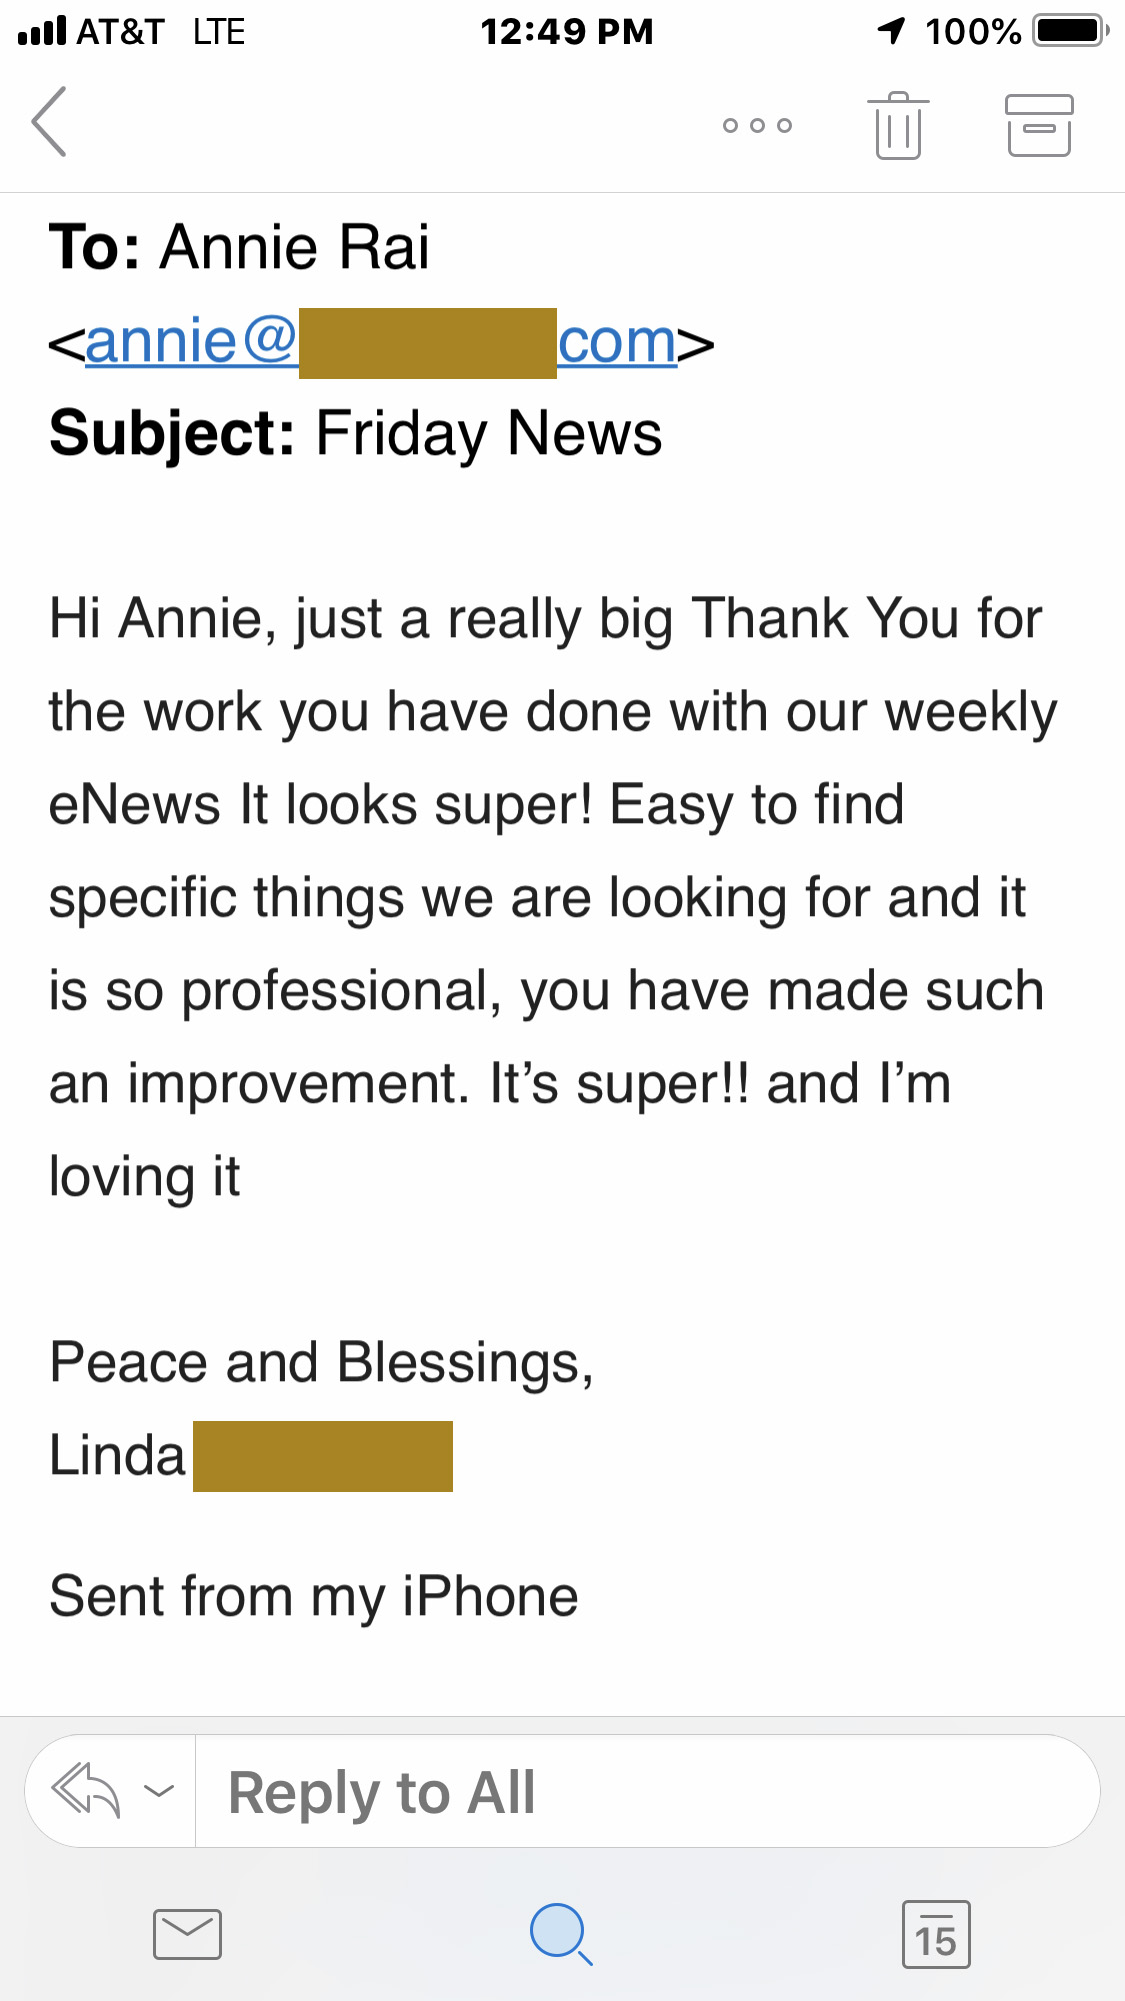 AT&T LTE 12:49 PM 100%
To: Annie Rai
<annie@ com>
Subject: Friday News
Hi Annie, just a really big Thank You for
the work you have done with our weekly
eNews It looks super! Easy to find
specific things we are looking for and it
is so professional, you have made such
an improvement. It’s super!! and I’m
loving it
Peace and Blessings,
Linda
Sent from my iPhone
Reply to All
15